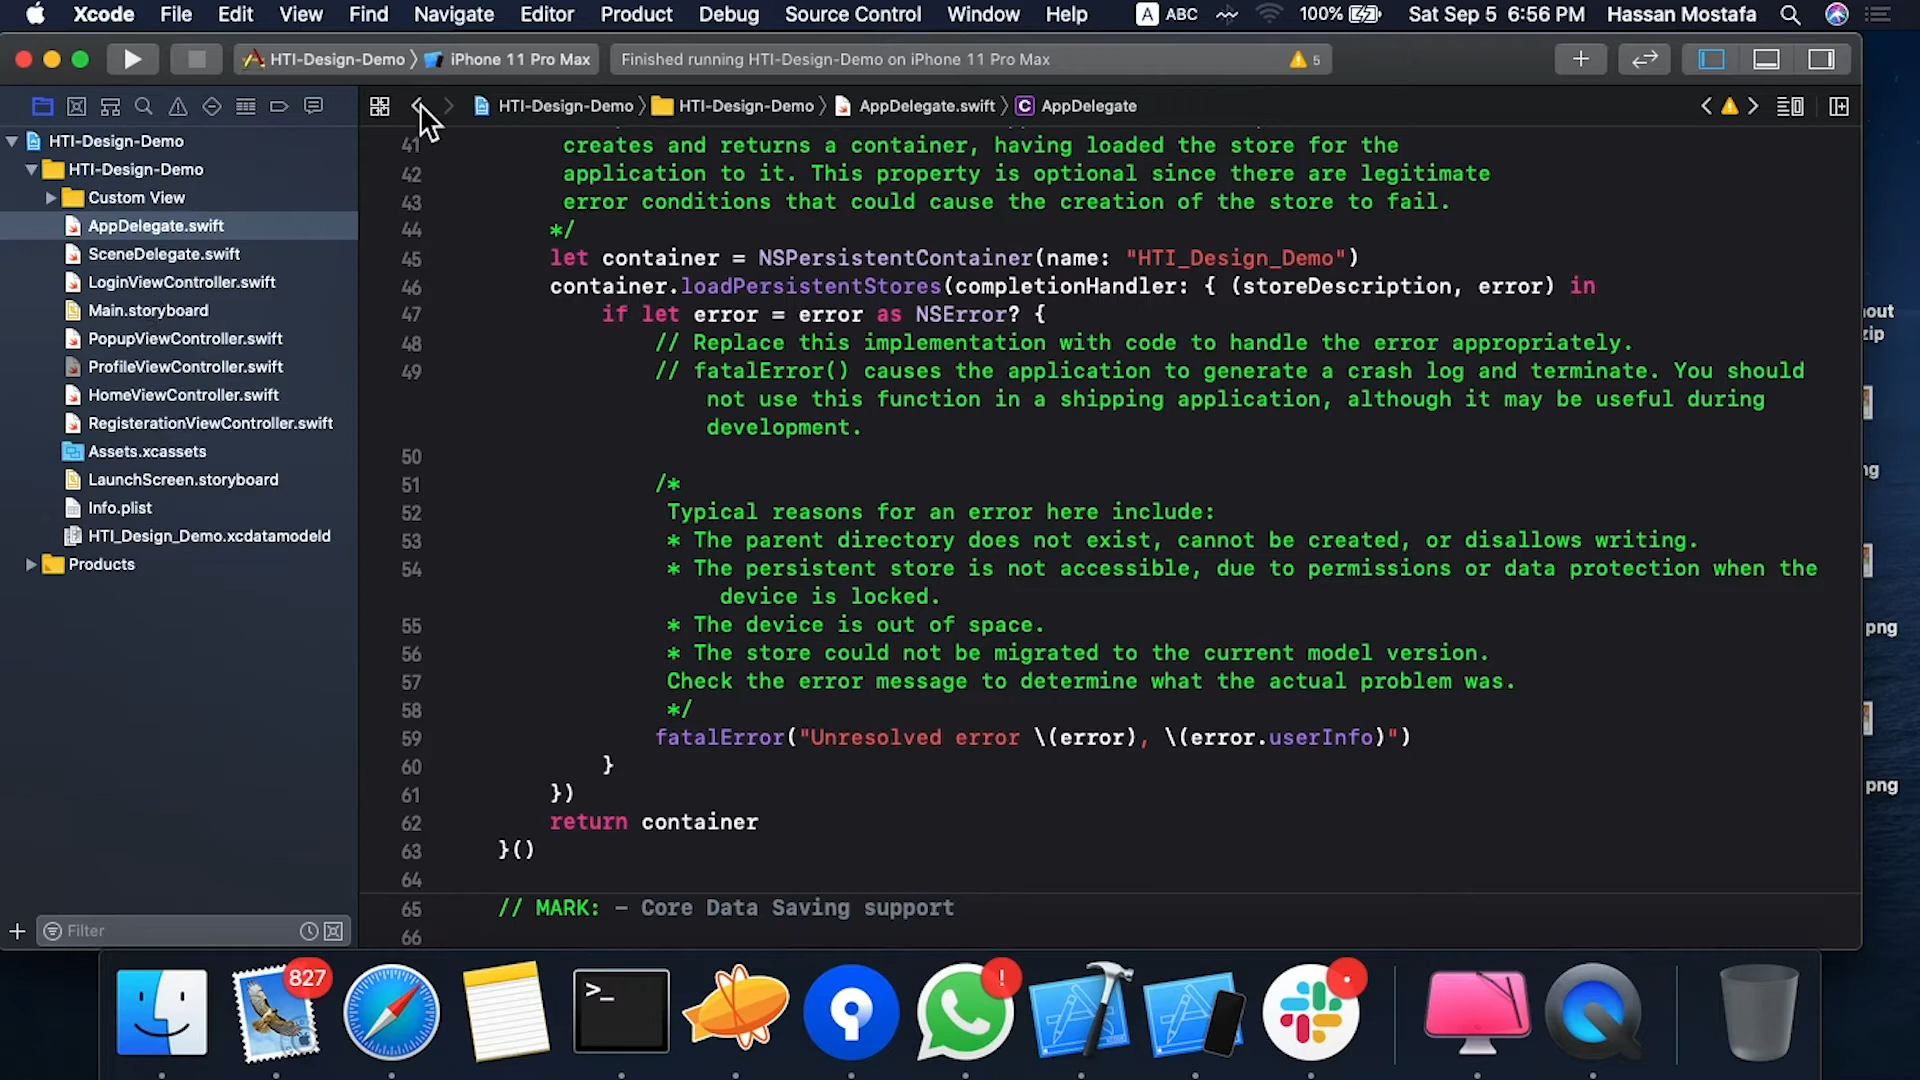 Xcode File Edit View Find Navigate Editor Product Debug Source Control Window Help A ABC 100% Sat Sep 5 6:56 PM Hassan Mostafa
HTI-Design-Demo iPhone 11 Pro Max Finished running HTI-Design-Demo on iPhone 11 Pro Max 5
HTI-Design-Demo HTI-Design-Demo AppDelegate.swift C AppDelegate
HTI-Design-Demo
HTI-Design-Demo
Custom View
AppDelegate.swift
SceneDelegate.swift
LoginViewController.swift
Main.storyboard
PopupViewController.swift
ProfileViewController.swift
HomeViewController.swift
RegisterationViewController.swift
Assets.xcassets
LaunchScreen.storyboard
Info.plist
HTI_Design_Demo.xcdatamodeld
Products
Filter
41 creates and returns a container, having loaded the store for the
42 application to it. This property is optional since there are legitimate
43 error conditions that could cause the creation of the store to fail.
44 */
45 let container = NSPersistentContainer(name: "HTI_Design_Demo")
46 container.loadPersistentStores(completionHandler: { (storeDescription, error) in
47 if let error = error as NSError? {
48 // Replace this implementation with code to handle the error appropriately.
49 // fatalError() causes the application to generate a crash log and terminate. You should
not use this function in a shipping application, although it may be useful during
development.
50
51 /*
52 Typical reasons for an error here include:
53 * The parent directory does not exist, cannot be created, or disallows writing.
54 * The persistent store is not accessible, due to permissions or data protection when the
device is locked.
55 * The device is out of space.
56 * The store could not be migrated to the current model version.
57 Check the error message to determine what the actual problem was.
58 */
59 fatalError("Unresolved error \(error), \(error.userInfo)")
60 }
61 })
62 return container
63 }()
64
65 // MARK: - Core Data Saving support
66
out
zip
ng
png
png
827
!
>_